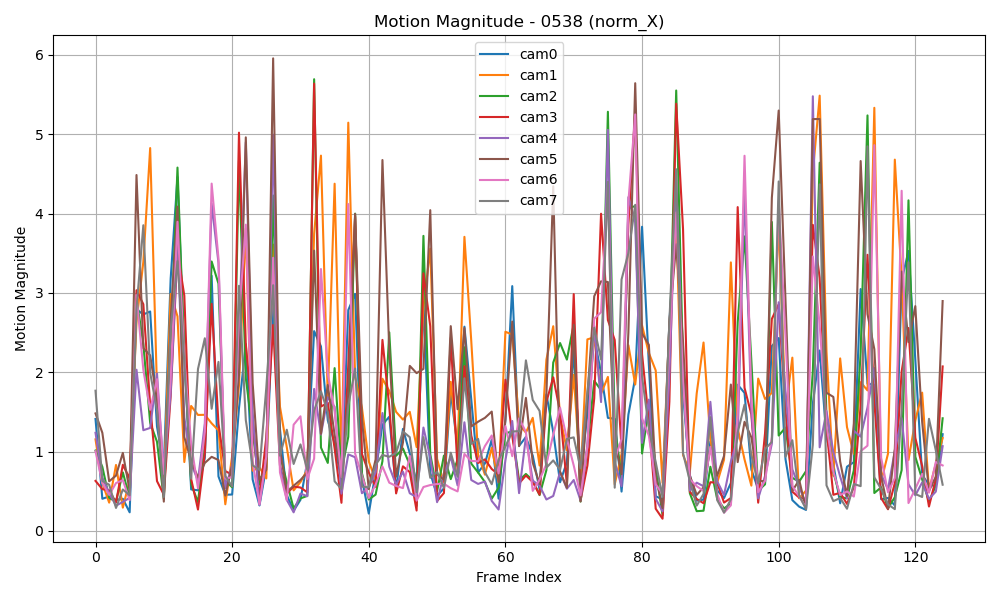 Motion Magnitude - 0538 (norm_X)
cam0
cam1
cam2
cam3
cam4
cam5
cam6
cam7
Motion Magnitude
6
5
4
3
2
1
0
0 20 40 60 80 100 120
Frame Index